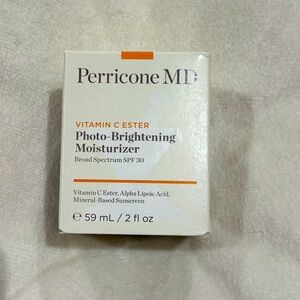 Perricone MD
VITAMIN C ESTER
Photo-Brightening
Moisturizer
Broad Spectrum SPF 30
Vitamin C Ester, Alpha Lipoic Acid,
Mineral-Based Sunscreen
℮ 59 mL / 2 fl oz